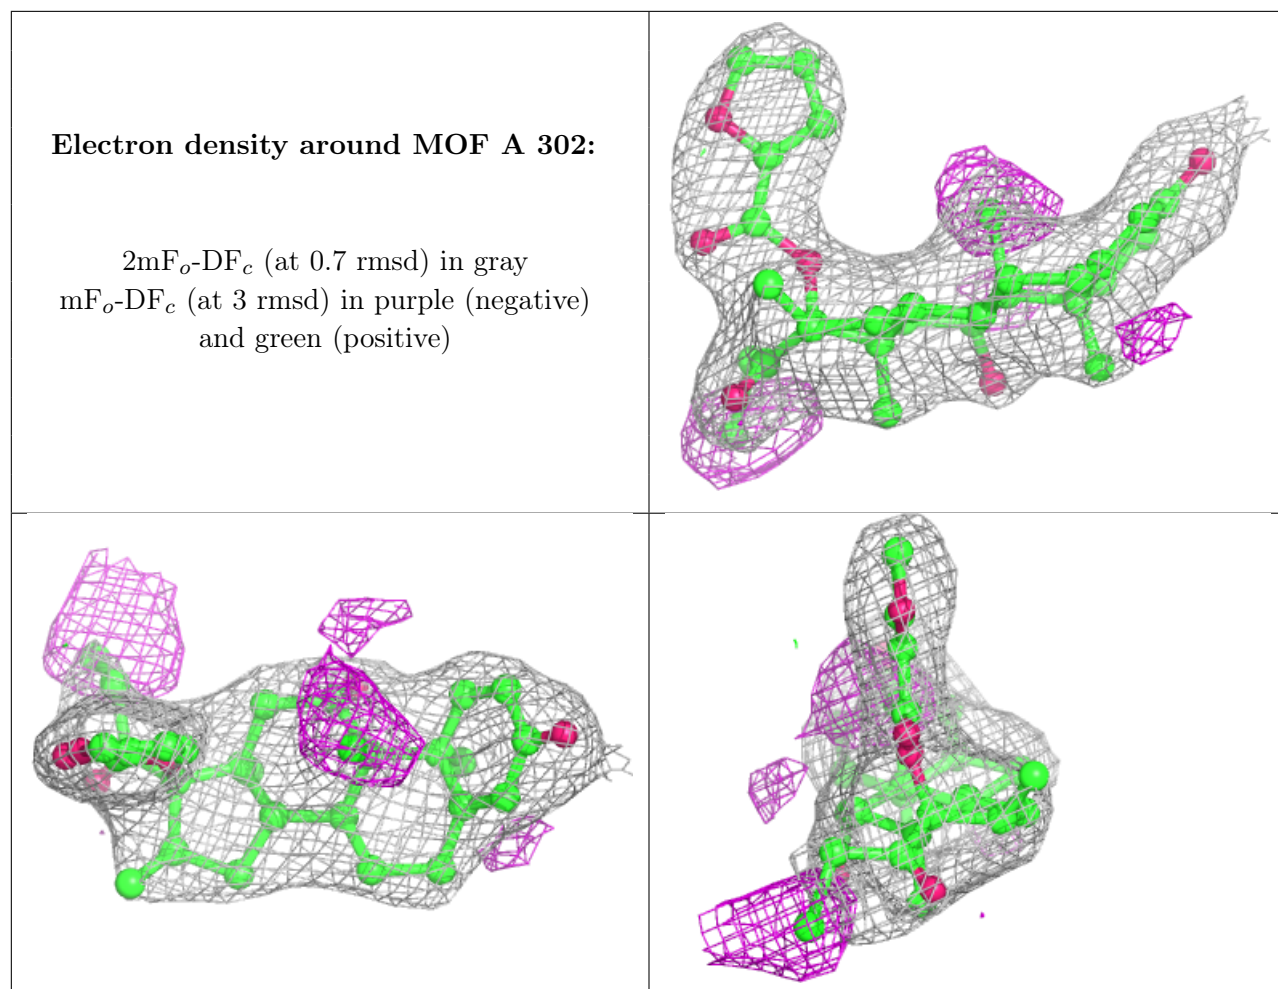 Electron density around MOF A 302:
2mFo-DFc (at 0.7 rmsd) in gray
mFo-DFc (at 3 rmsd) in purple (negative)
and green (positive)